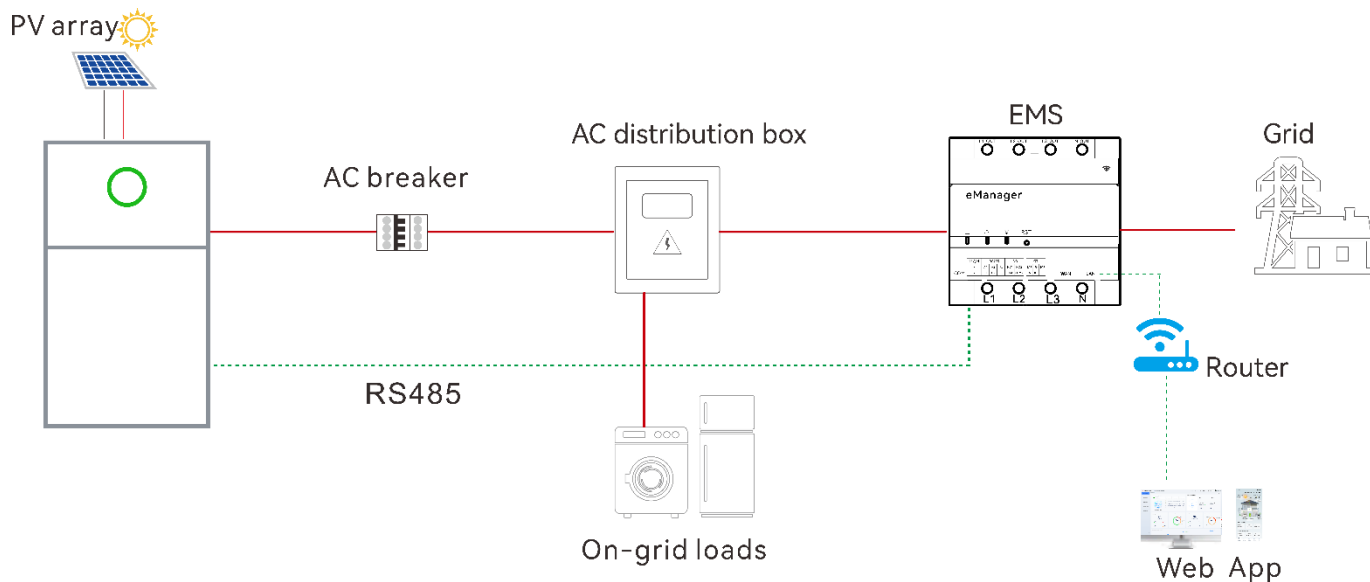 PV array
AC breaker
AC distribution box
EMS
Grid
eManager
RST
L1 L2 L3 N
RS485
Router
On-grid loads
Web App